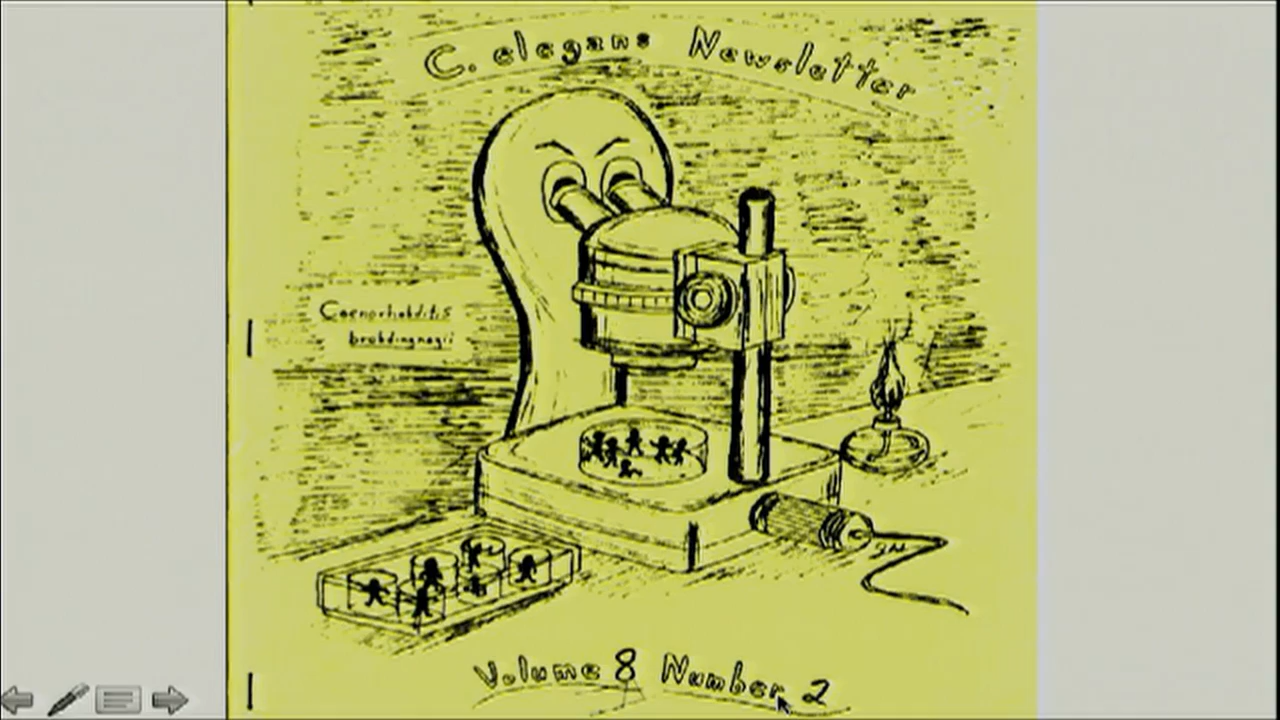 C. elegans Newsletter
Caenorhabditis
brobdingnagii
Volume 8 Number 2